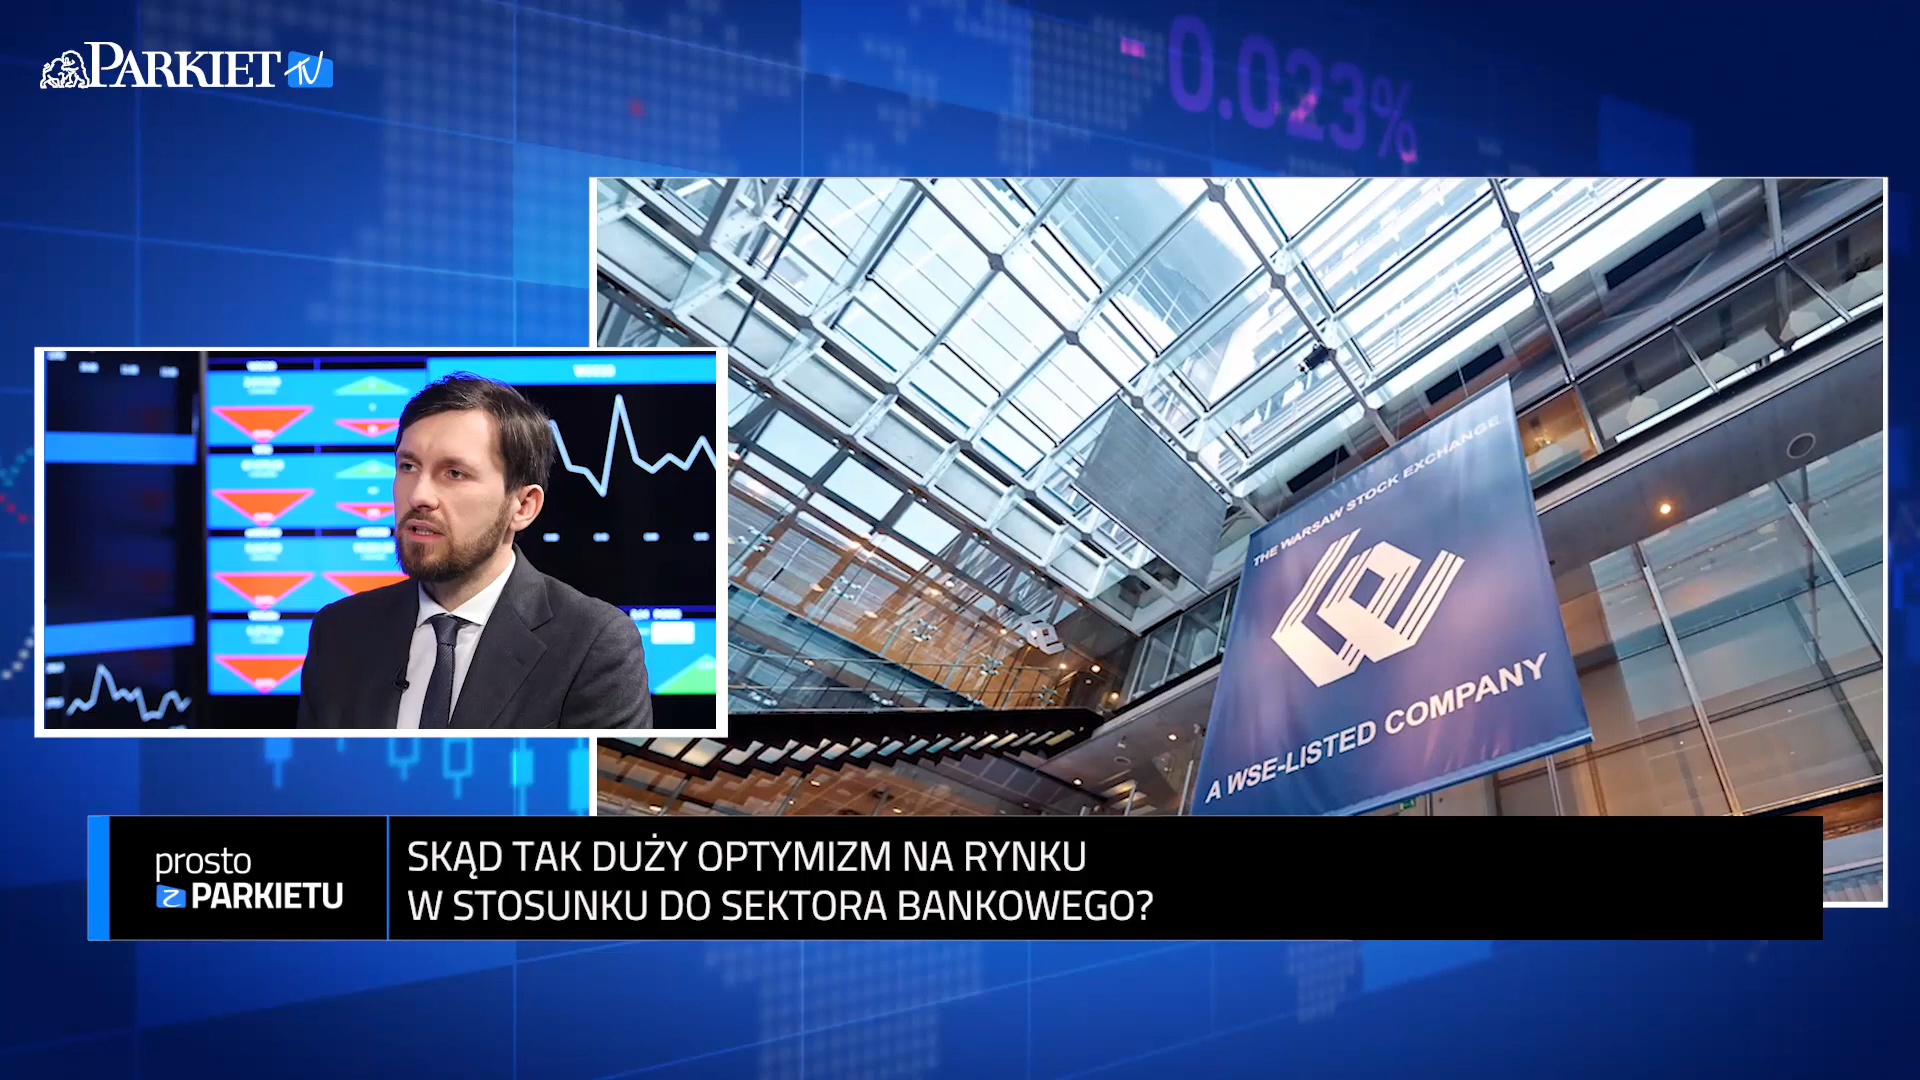 PARKIET TV
-0.023%
THE WARSAW STOCK EXCHANGE
A WSE-LISTED COMPANY
prosto
z PARKIETU
SKĄD TAK DUŻY OPTYMIZM NA RYNKU
W STOSUNKU DO SEKTORA BANKOWEGO?